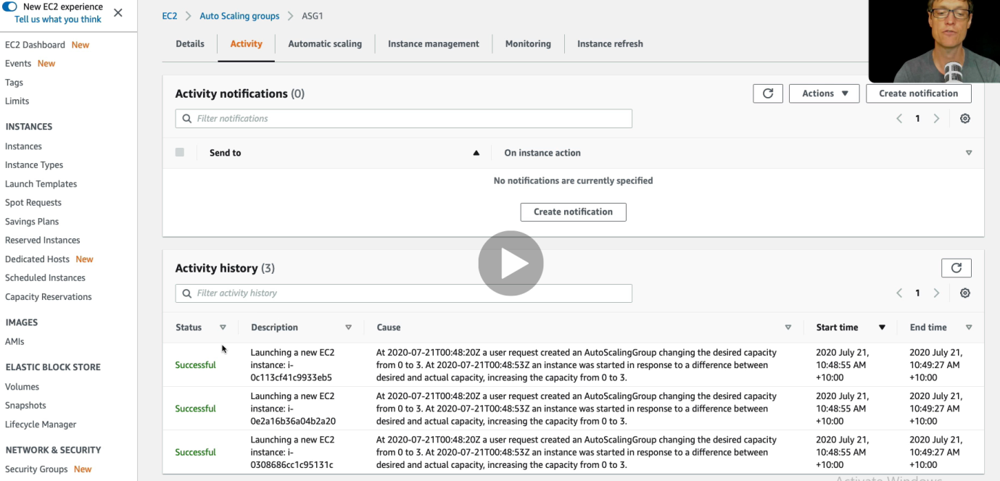 New EC2 experience
Tell us what you think
EC2 Dashboard New
Events New
Tags
Limits
INSTANCES
Instances
Instance Types
Launch Templates
Spot Requests
Savings Plans
Reserved Instances
Dedicated Hosts New
Scheduled Instances
Capacity Reservations
IMAGES
AMIs
ELASTIC BLOCK STORE
Volumes
Snapshots
Lifecycle Manager
NETWORK & SECURITY
Security Groups New
EC2 > Auto Scaling groups > ASG1
Details Activity Automatic scaling Instance management Monitoring Instance refresh
Activity notifications (0)
Actions Create notification
Filter notifications
1
Send to On instance action
No notifications are currently specified
Create notification
Activity history (3)
Filter activity history
1
Status Description Cause Start time End time
Successful
Launching a new EC2
instance: i-
0c113cf41c9933eb5
At 2020-07-21T00:48:20Z a user request created an AutoScalingGroup changing the desired capacity
from 0 to 3. At 2020-07-21T00:48:53Z an instance was started in response to a difference between
desired and actual capacity, increasing the capacity from 0 to 3.
2020 July 21,
10:48:55 AM
+10:00
2020 July 21,
10:49:27 AM
+10:00
Successful
Launching a new EC2
instance: i-
0e2a16b36a04b2a20
At 2020-07-21T00:48:20Z a user request created an AutoScalingGroup changing the desired capacity
from 0 to 3. At 2020-07-21T00:48:53Z an instance was started in response to a difference between
desired and actual capacity, increasing the capacity from 0 to 3.
2020 July 21,
10:48:55 AM
+10:00
2020 July 21,
10:49:27 AM
+10:00
Successful
Launching a new EC2
instance: i-
0308686cc1c95131c
At 2020-07-21T00:48:20Z a user request created an AutoScalingGroup changing the desired capacity
from 0 to 3. At 2020-07-21T00:48:53Z an instance was started in response to a difference between
desired and actual capacity, increasing the capacity from 0 to 3.
2020 July 21,
10:48:55 AM
+10:00
2020 July 21,
10:49:27 AM
+10:00
Activate Windows